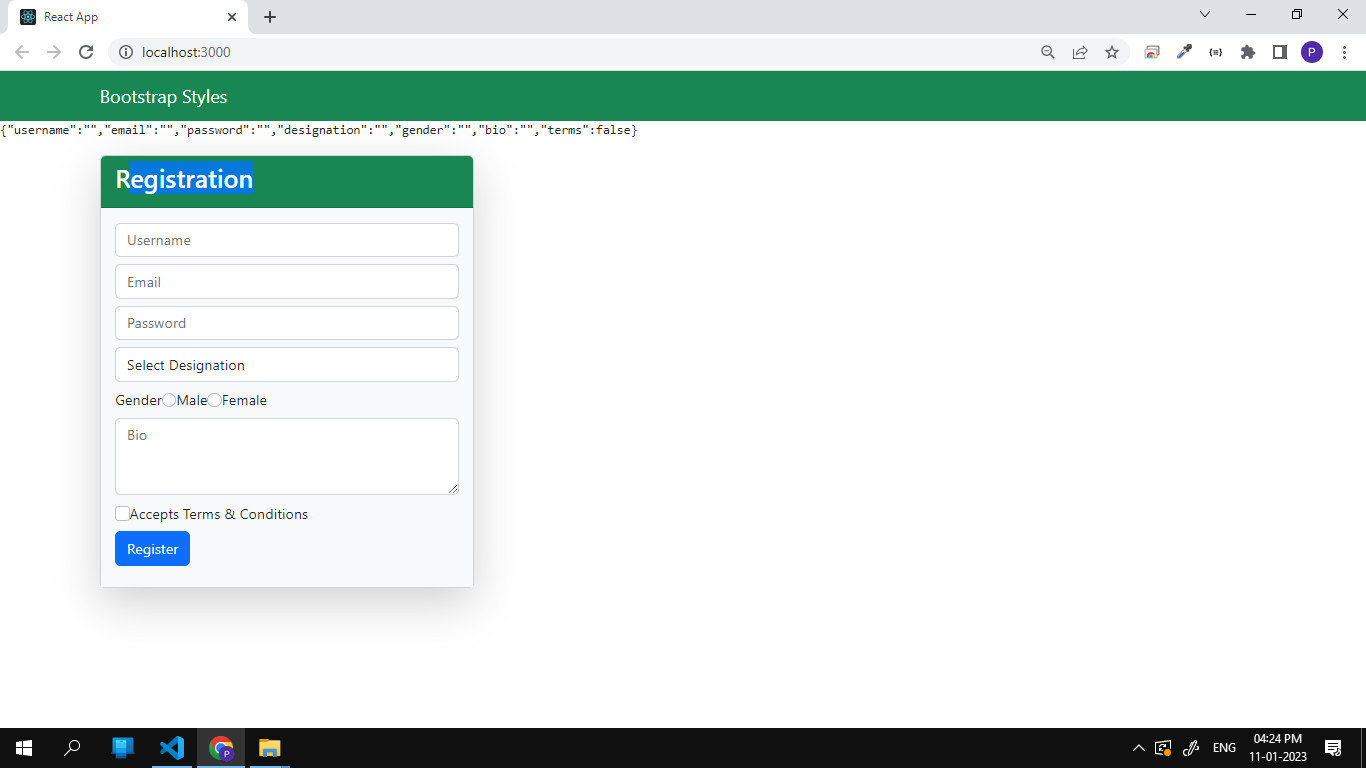 React App
localhost:3000
P
Bootstrap Styles
{"username":"","email":"","password":"","designation":"","gender":"","bio":"","terms":false}
Registration
Username
Email
Password
Select Designation
Gender Male Female
Bio
Accepts Terms & Conditions
Register
P
ENG
04:24 PM
11-01-2023